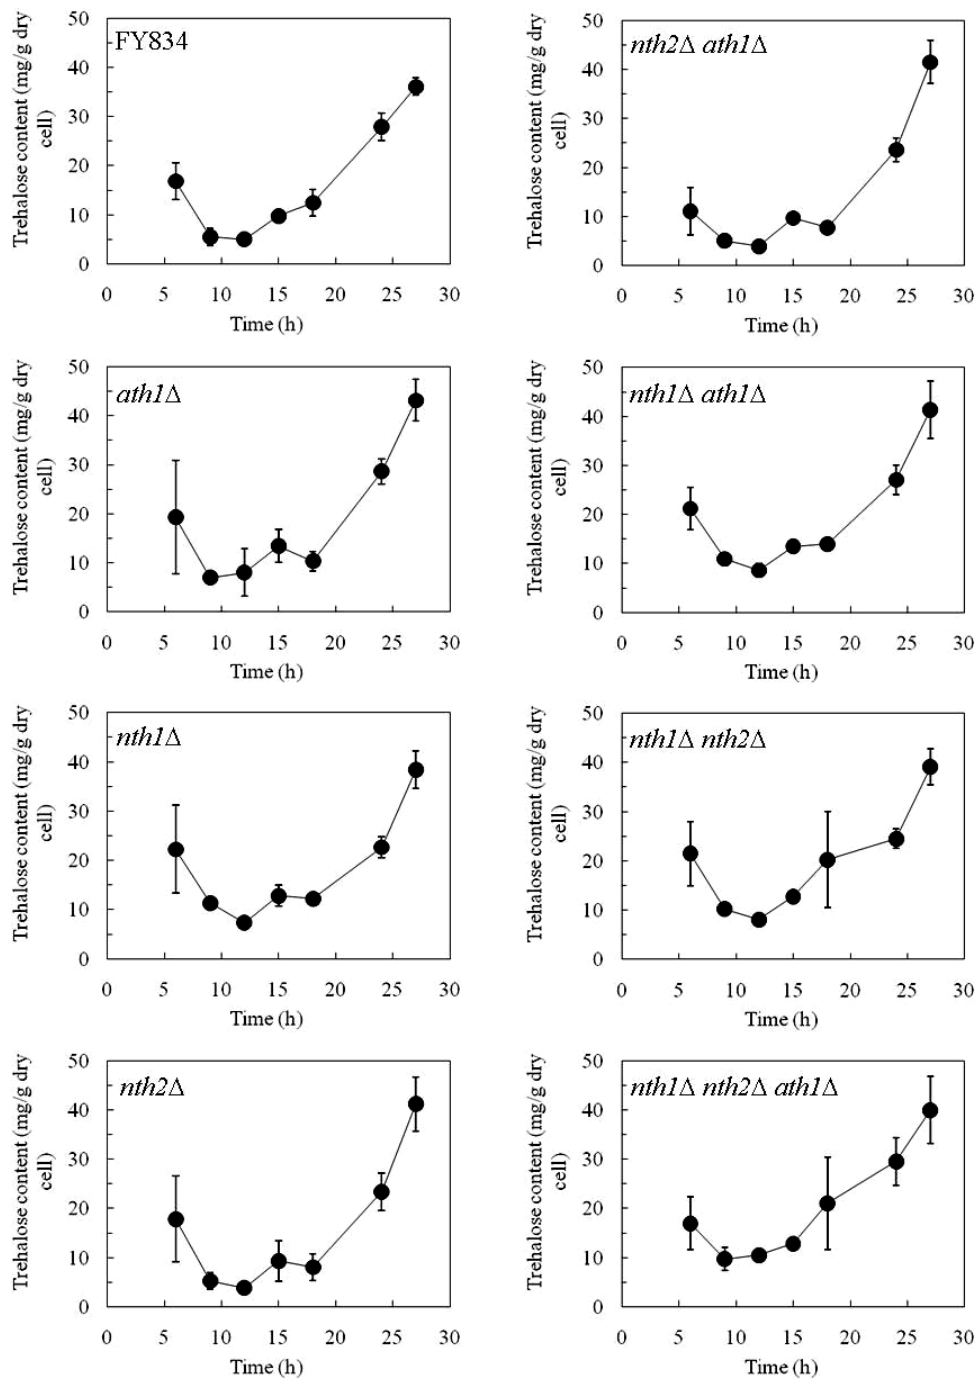 FY834
Trehalose content (mg/g dry
cell)
50
40
30
20
10
0
0 5 10 15 20 25 30
Time (h)
nth2Δ ath1Δ
Trehalose content (mg/g dry
cell)
50
40
30
20
10
0
0 5 10 15 20 25 30
Time (h)
ath1Δ
Trehalose content (mg/g dry
cell)
50
40
30
20
10
0
0 5 10 15 20 25 30
Time (h)
nth1Δ ath1Δ
Trehalose content (mg/g dry
cell)
50
40
30
20
10
0
0 5 10 15 20 25 30
Time (h)
nth1Δ
Trehalose content (mg/g dry
cell)
50
40
30
20
10
0
0 5 10 15 20 25 30
Time (h)
nth1Δ nth2Δ
Trehalose content (mg/g dry
cell)
50
40
30
20
10
0
0 5 10 15 20 25 30
Time (h)
nth2Δ
Trehalose content (mg/g dry
cell)
50
40
30
20
10
0
0 5 10 15 20 25 30
Time (h)
nth1Δ nth2Δ ath1Δ
Trehalose content (mg/g dry
cell)
50
40
30
20
10
0
0 5 10 15 20 25 30
Time (h)